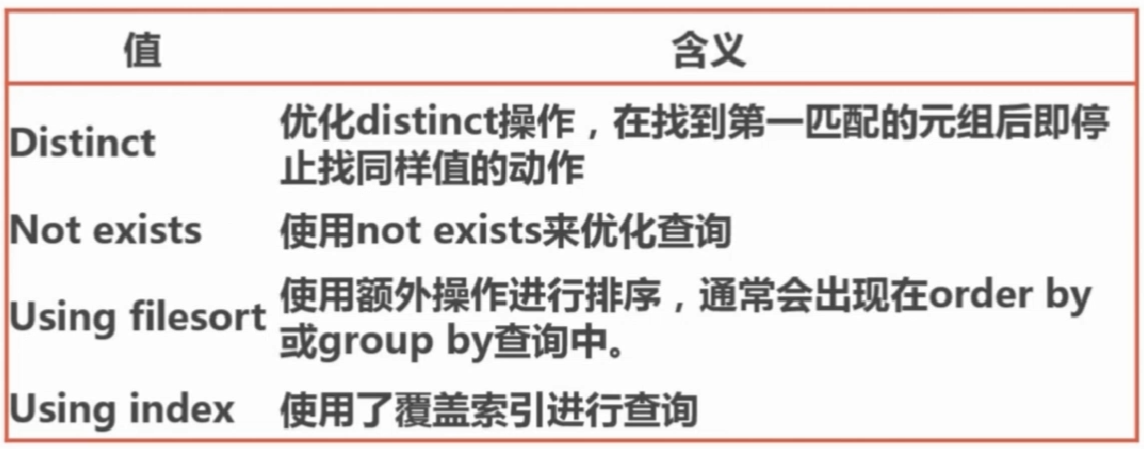 值 含义
Distinct 优化distinct操作，在找到第一匹配的元组后即停
止找同样值的动作
Not exists 使用not exists来优化查询
Using filesort 使用额外操作进行排序，通常会出现在order by
或group by查询中。
Using index 使用了覆盖索引进行查询